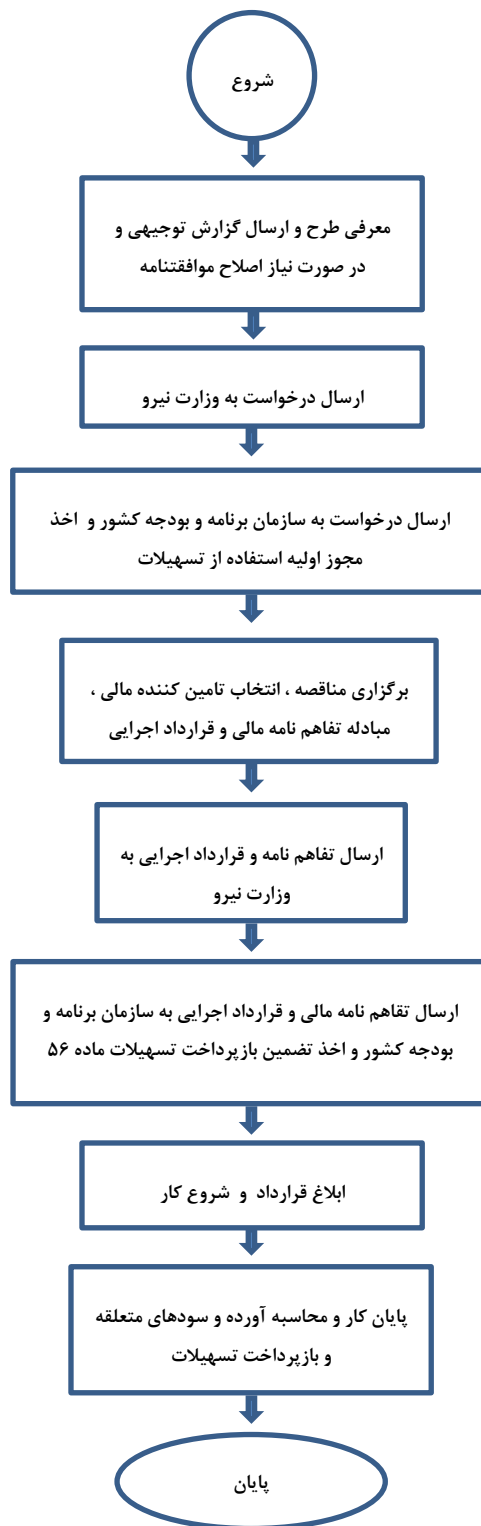 شروع
معرفی طرح و ارسال گزارش توجیهی و
در صورت نیاز اصلاح موافقتنامه
ارسال درخواست به وزارت نیرو
ارسال درخواست به سازمان برنامه و بودجه کشور و اخذ
مجوز اولیه استفاده از تسهیلات
برگزاری مناقصه ، انتخاب تامین کننده مالی ،
مبادله تفاهم نامه مالی و قرارداد اجرایی
ارسال تفاهم نامه و قرارداد اجرایی به
وزارت نیرو
ارسال تقاهم نامه مالی و قرارداد اجرایی به سازمان برنامه و
بودجه کشور و اخذ تضمین بازپرداخت تسهیلات ماده ۵۶
ابلاغ قرارداد و شروع کار
پایان کار و محاسبه آورده و سودهای متعلقه
و بازپرداخت تسهیلات
پایان